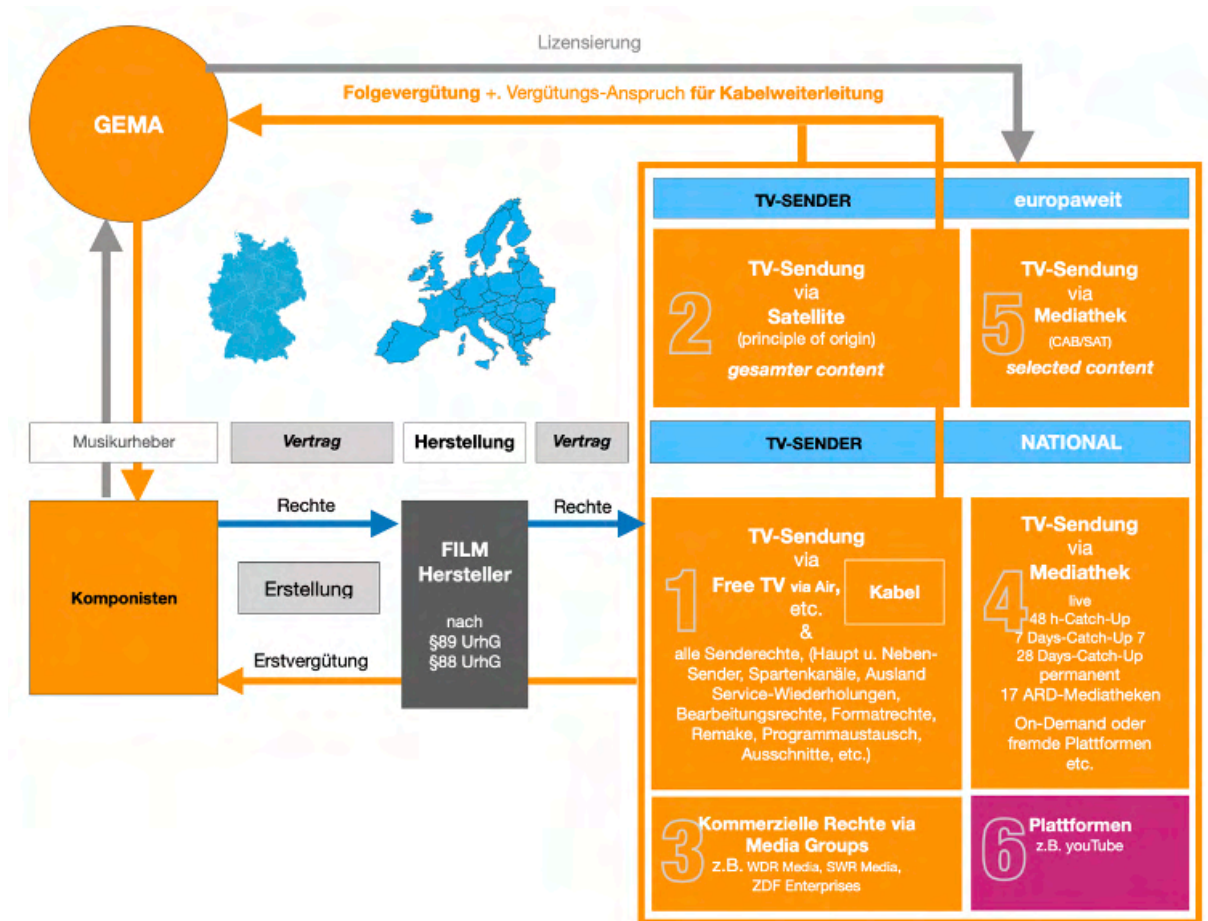 Lizensierung
Folgevergütung +. Vergütungs-Anspruch für Kabelweiterleitung
GEMA
TV-SENDER
europaweit
2
TV-Sendung
via
Satellite
(principle of origin)
gesamter content
5
TV-Sendung
via
Mediathek
(CAB/SAT)
selected content
Musikurheber
Vertrag
Herstellung
Vertrag
TV-SENDER
NATIONAL
Rechte
Rechte
Komponisten
Erstellung
Erstvergütung
FILM
Hersteller
nach
§89 UrhG
§88 UrhG
1
TV-Sendung
via
Free TV via Air,
etc.
&
Kabel
alle Senderechte, (Haupt u. Neben-
Sender, Spartenkanäle, Ausland
Service-Wiederholungen,
Bearbeitungsrechte, Formatrechte,
Remake, Programmaustausch,
Ausschnitte, etc.)
4
TV-Sendung
via
Mediathek
live
48 h-Catch-Up
7 Days-Catch-Up 7
28 Days-Catch-Up
permanent
17 ARD-Mediatheken
On-Demand oder
fremde Plattformen
etc.
3
Kommerzielle Rechte via
Media Groups
z.B. WDR Media, SWR Media,
ZDF Enterprises
6
Plattformen
z.B. youTube